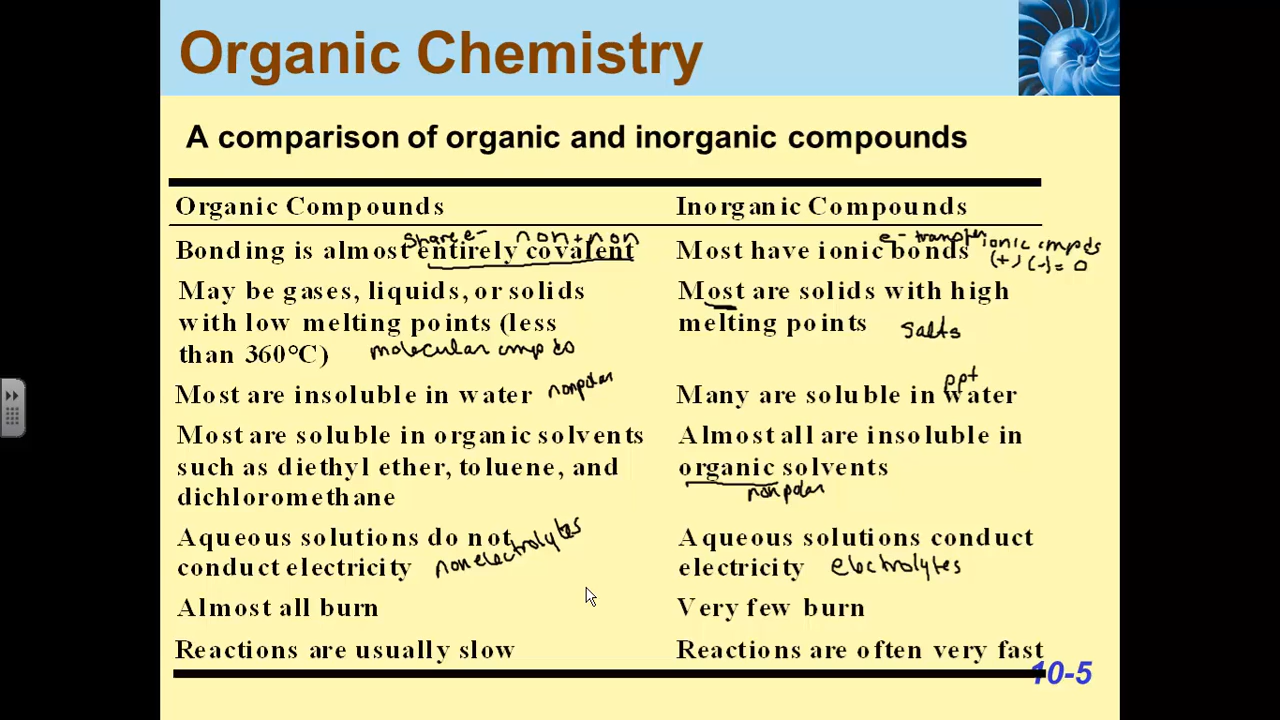 Organic Chemistry
A comparison of organic and inorganic compounds
Organic Compounds
Inorganic Compounds
share e- non + non
Bonding is almost entirely covalent
e- transfer ionic cmpds
Most have ionic bonds
(+) (-) = 0
May be gases, liquids, or solids
with low melting points (less
than 360°C) molecular cmpds
Most are solids with high
melting points salts
Most are insoluble in water nonpolar
ppt
Many are soluble in water
Most are soluble in organic solvents
such as diethyl ether, toluene, and
dichloromethane
Almost all are insoluble in
organic solvents
nonpolar
Aqueous solutions do not
conduct electricity nonelectrolytes
Aqueous solutions conduct
electricity electrolytes
Almost all burn
Very few burn
Reactions are usually slow
Reactions are often very fast
10-5